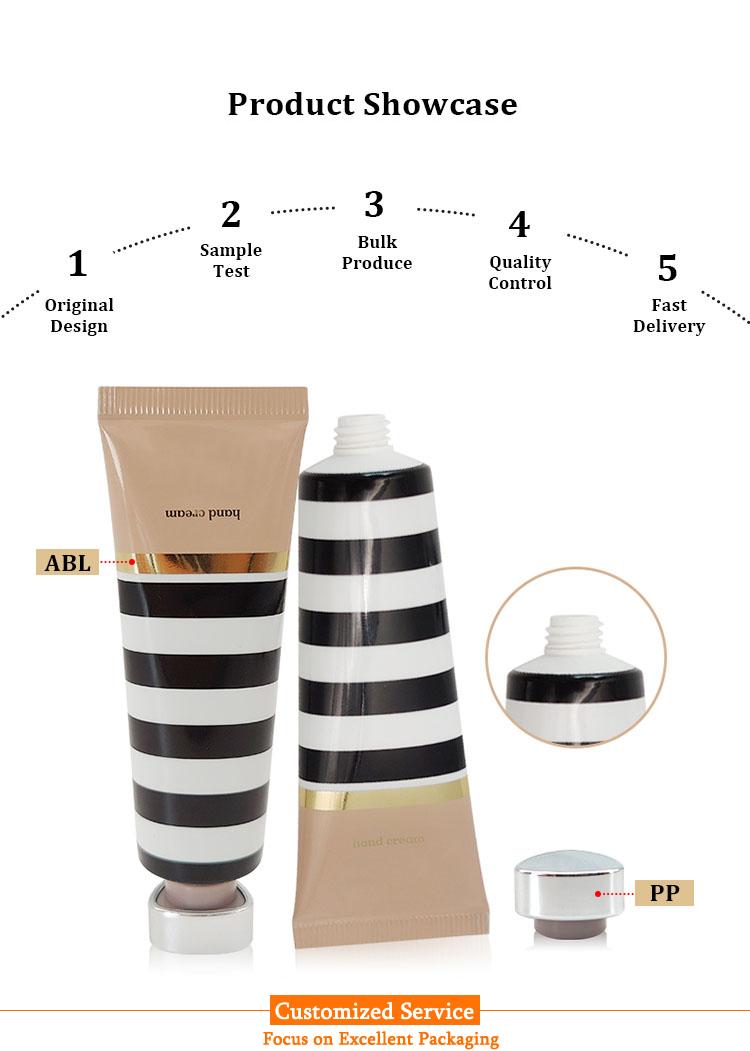 Product Showcase
1
Original
Design
2
Sample
Test
3
Bulk
Produce
4
Quality
Control
5
Fast
Delivery
hand cream
ABL
hand cream
PP
Customized Service
Focus on Excellent Packaging